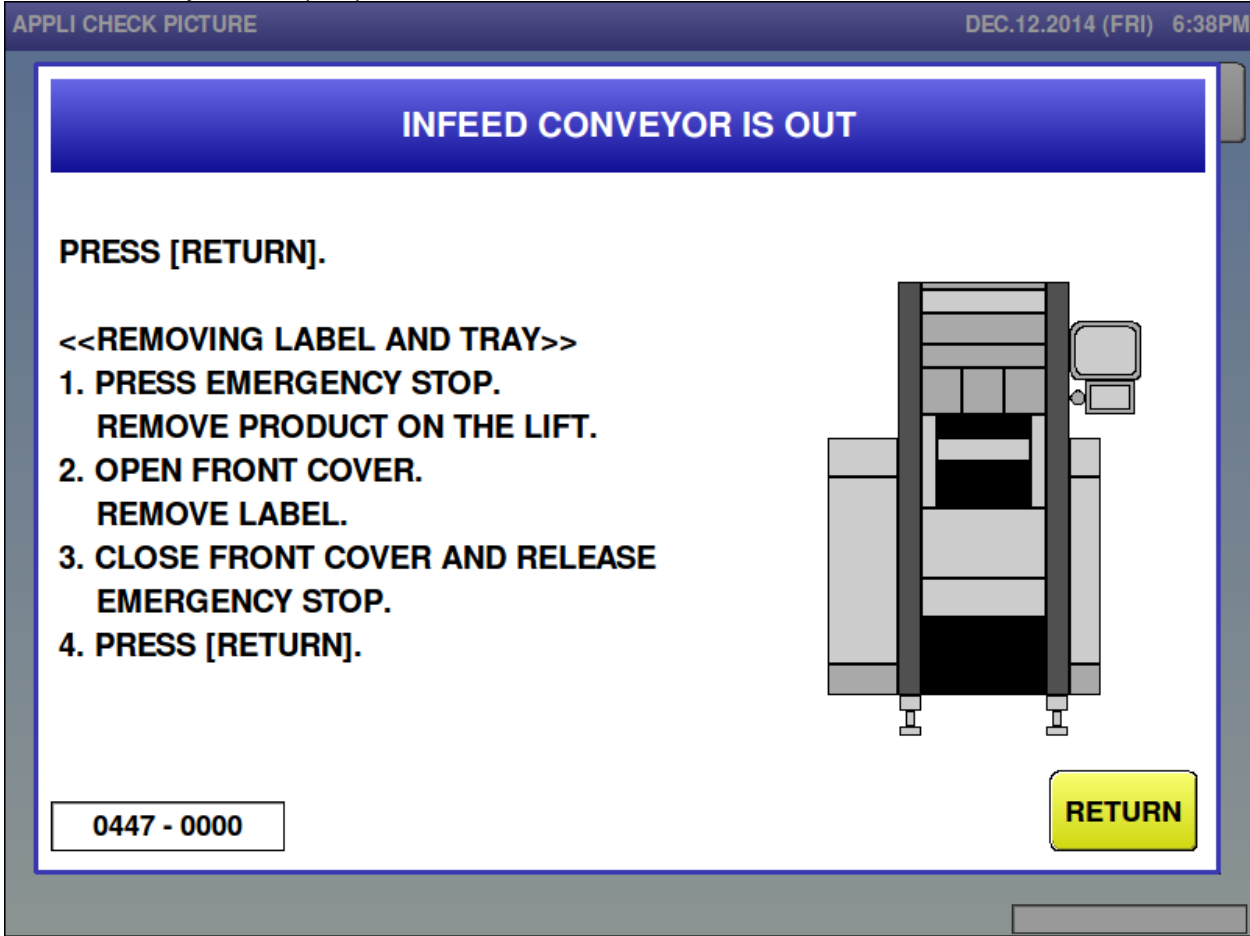 APPLI CHECK PICTURE
DEC.12.2014 (FRI) 6:38PM
INFEED CONVEYOR IS OUT
PRESS [RETURN].
<<REMOVING LABEL AND TRAY>>
1. PRESS EMERGENCY STOP.
REMOVE PRODUCT ON THE LIFT.
2. OPEN FRONT COVER.
REMOVE LABEL.
3. CLOSE FRONT COVER AND RELEASE
EMERGENCY STOP.
4. PRESS [RETURN].
0447 - 0000
RETURN